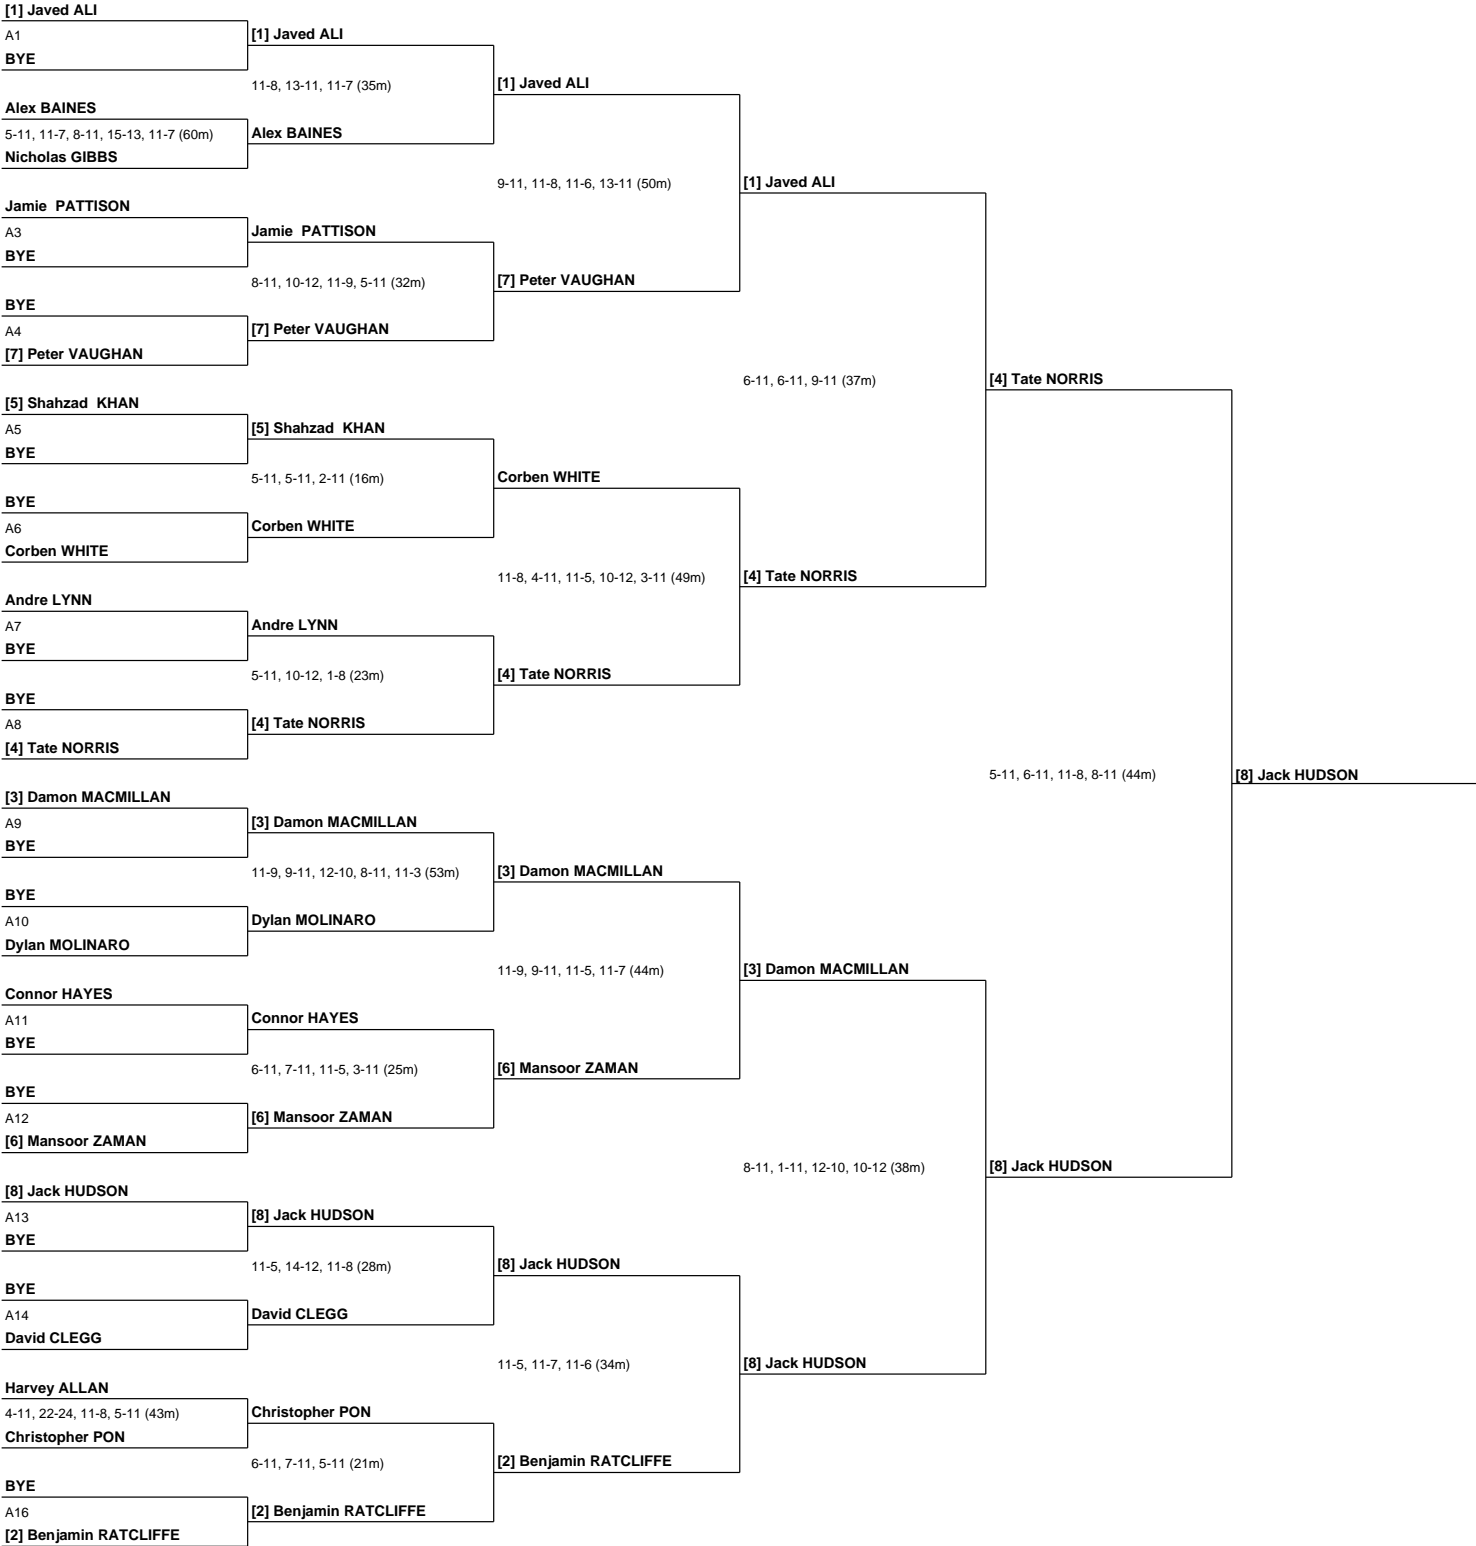 [1] Javed ALI
A1
BYE
Alex BAINES
5-11, 11-7, 8-11, 15-13, 11-7 (60m)
Nicholas GIBBS
Jamie  PATTISON
A3
BYE
BYE
A4
[7] Peter VAUGHAN
[5] Shahzad  KHAN
A5
BYE
BYE
A6
Corben WHITE
Andre LYNN
A7
BYE
BYE
A8
[4] Tate NORRIS
[3] Damon MACMILLAN
A9
BYE
BYE
A10
Dylan MOLINARO
Connor HAYES
A11
BYE
BYE
A12
[6] Mansoor ZAMAN
[8] Jack HUDSON
A13
BYE
BYE
A14
David CLEGG
Harvey ALLAN
4-11, 22-24, 11-8, 5-11 (43m)
Christopher PON
BYE
A16
[2] Benjamin RATCLIFFE
[1] Javed ALI
11-8, 13-11, 11-7 (35m)
Alex BAINES
Jamie  PATTISON
8-11, 10-12, 11-9, 5-11 (32m)
[7] Peter VAUGHAN
[5] Shahzad  KHAN
5-11, 5-11, 2-11 (16m)
Corben WHITE
Andre LYNN
5-11, 10-12, 1-8 (23m)
[4] Tate NORRIS
[3] Damon MACMILLAN
11-9, 9-11, 12-10, 8-11, 11-3 (53m)
Dylan MOLINARO
Connor HAYES
6-11, 7-11, 11-5, 3-11 (25m)
[6] Mansoor ZAMAN
[8] Jack HUDSON
11-5, 14-12, 11-8 (28m)
David CLEGG
Christopher PON
6-11, 7-11, 5-11 (21m)
[2] Benjamin RATCLIFFE
[1] Javed ALI
9-11, 11-8, 11-6, 13-11 (50m)
[7] Peter VAUGHAN
Corben WHITE
11-8, 4-11, 11-5, 10-12, 3-11 (49m)
[4] Tate NORRIS
[3] Damon MACMILLAN
11-9, 9-11, 11-5, 11-7 (44m)
[6] Mansoor ZAMAN
[8] Jack HUDSON
11-5, 11-7, 11-6 (34m)
[2] Benjamin RATCLIFFE
[1] Javed ALI
6-11, 6-11, 9-11 (37m)
[4] Tate NORRIS
[3] Damon MACMILLAN
8-11, 1-11, 12-10, 10-12 (38m)
[8] Jack HUDSON
[4] Tate NORRIS
5-11, 6-11, 11-8, 8-11 (44m)
[8] Jack HUDSON
[8] Jack HUDSON